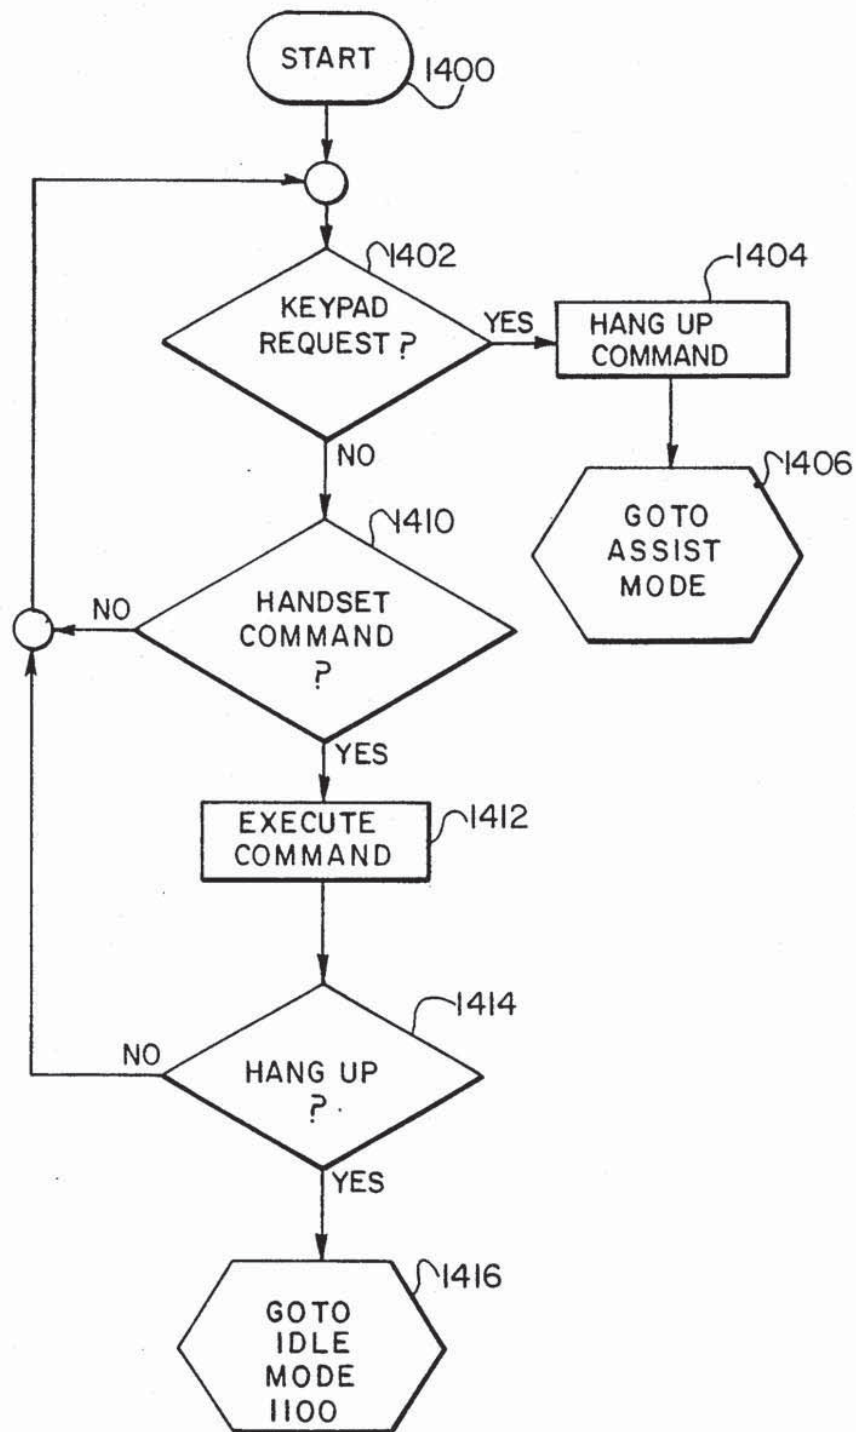 START
1400
1402
KEYPAD
REQUEST?
YES
1404
HANG UP
COMMAND
NO
1406
GOTO
ASSIST
MODE
1410
NO
HANDSET
COMMAND
?
YES
EXECUTE
COMMAND
1412
1414
NO
HANG UP
?
YES
1416
GOTO
IDLE
MODE
1100